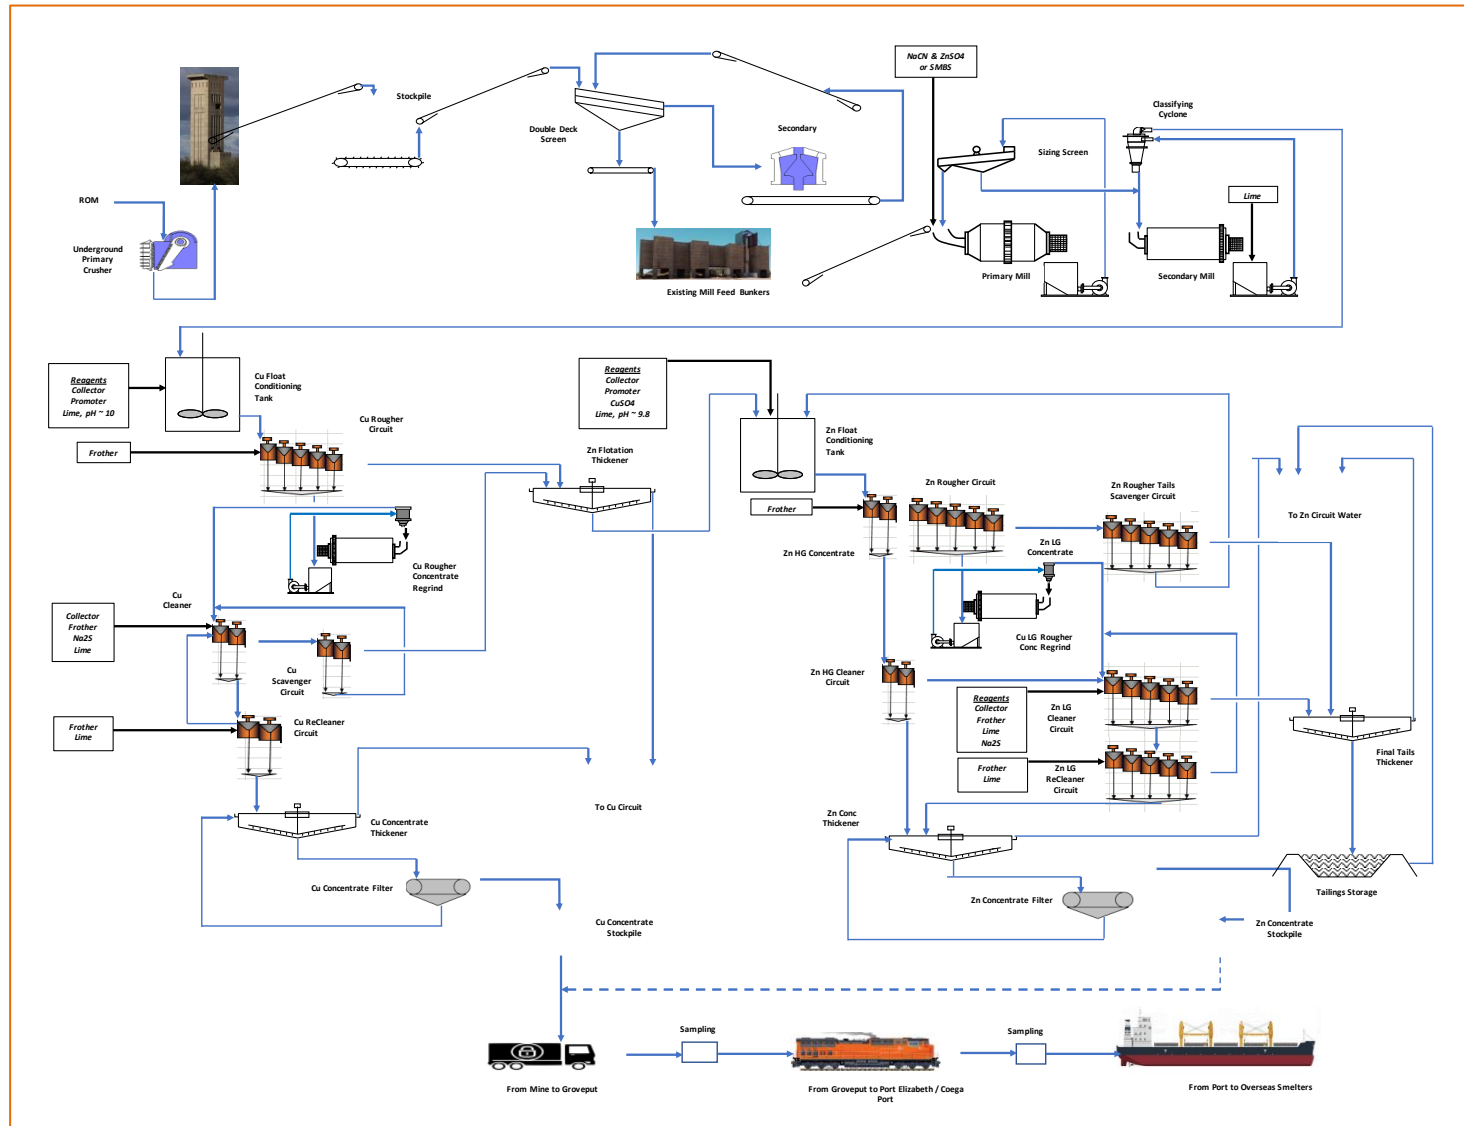 NaCN & ZnSO4
or SMBS
Classifying
Cyclone
Stockpile
Double Deck
Screen
Secondary
Sizing Screen
ROM
Lime
Underground
Primary
Crusher
Existing Mill Feed Bunkers
Primary Mill
Secondary Mill
Reagents
Collector
Promoter
Lime, pH ~ 10
Cu Float
Conditioning
Tank
Cu Rougher
Circuit
Frother
Reagents
Collector
Promoter
CuSO4
Lime, pH ~ 9.8
Zn Flotation
Thickener
Zn Float
Conditioning
Tank
Frother
Zn Rougher Circuit
Zn Rougher Tails
Scavenger Circuit
To Zn Circuit Water
Zn HG Concentrate
Zn LG
Concentrate
Cu Rougher
Concentrate
Regrind
Cu
Cleaner
Collector
Frother
Na2S
Lime
Cu
Scavenger
Circuit
Cu LG Rougher
Conc Regrind
Zn HG Cleaner
Circuit
Reagents
Collector
Frother
Lime
Na2S
Zn LG
Cleaner
Circuit
Frother
Lime
Cu ReCleaner
Circuit
Frother
Lime
Zn LG
ReCleaner
Circuit
Final Tails
Thickener
To Cu Circuit
Cu Concentrate
Thickener
Zn Conc
Thickener
Cu Concentrate Filter
Zn Concentrate Filter
Tailings Storage
Cu Concentrate
Stockpile
Zn Concentrate
Stockpile
Sampling
Sampling
From Mine to Groveput
From Groveput to Port Elizabeth / Coega
Port
From Port to Overseas Smelters